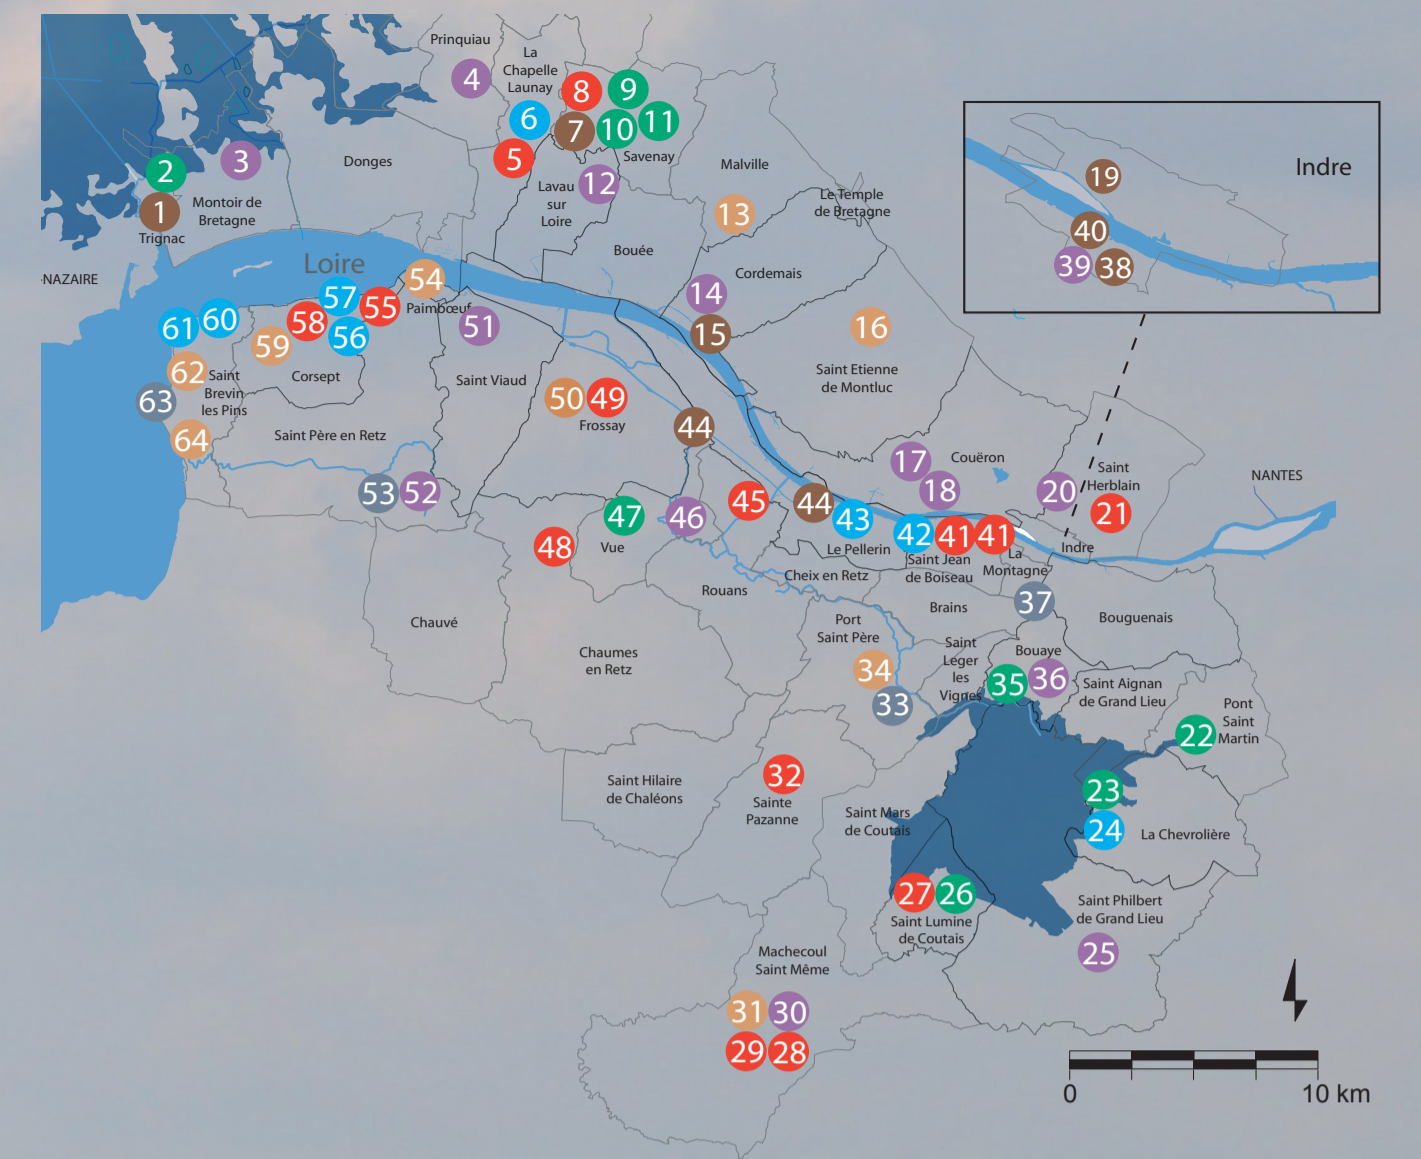 Prinquiau
4
La
Chapelle
Launay
8
9
6
7
10
11
5
Savenay
2
3
Donges
Montoir de
Bretagne
1
Trignac
12
Lavau
sur
Loire
Malville
13
Le Temple
de Bretagne
19
Indre
40
39
38
-NAZAIRE
Loire
Bouée
Cordemais
54
57
55
Paimbœuf
14
61
60
58
56
51
15
16
59
62
Saint
Brevin
les Pins
Corsept
Saint Viaud
Saint Etienne
de Montluc
63
50
49
Frossay
64
Saint Père en Retz
44
17
Couëron
18
20
Saint
Herblain
21
NANTES
53
52
47
46
45
44
43
42
41
41
48
Vue
Le Pellerin
Saint Jean
de Boiseau
La
Montagne
Indre
Rouans
Cheix en Retz
37
Chauvé
Brains
Bouguenais
Port
Saint Père
Chaumes
en Retz
Saint
Leger
les
Vignes
Bouaye
34
35
36
Saint Aignan
de Grand Lieu
33
Pont
Saint
Martin
22
32
Saint Hilaire
de Chaléons
Sainte
Pazanne
23
Saint Mars
de Coutais
24
La Chevrolière
27
26
Saint Lumine
de Coutais
Saint Philbert
de Grand Lieu
25
Machecoul
Saint Même
31
30
29
28
0
10 km